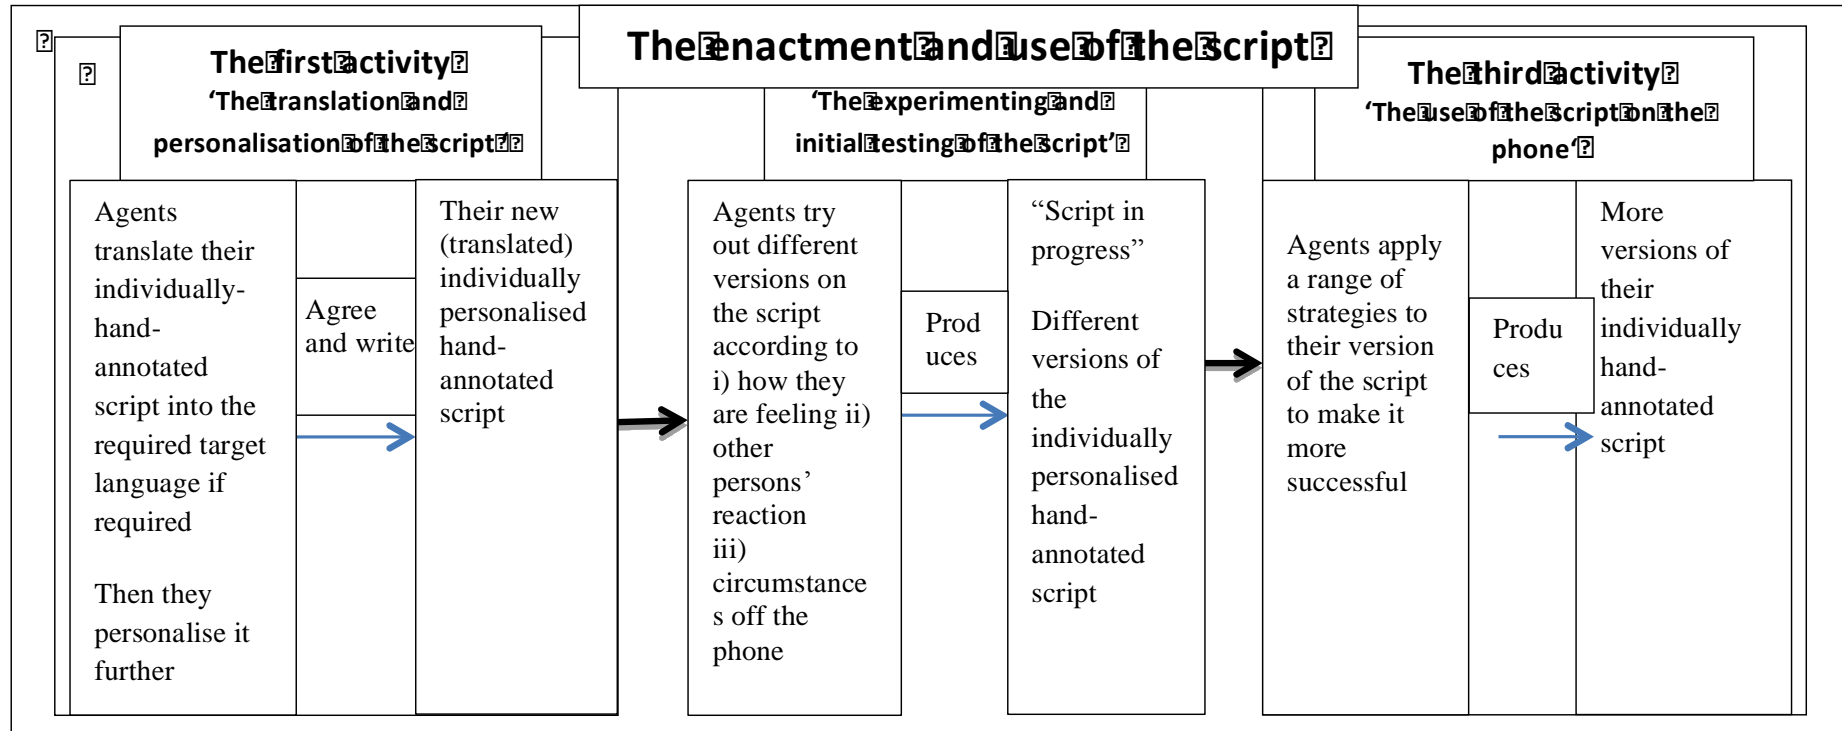 ⍰
⍰
The⍰enactment⍰and⍰use⍰of⍰the⍰script⍰
The⍰first⍰activity⍰
‘The⍰translation⍰and⍰
personalisation⍰of⍰the⍰script’⍰
Agents
translate their
individually-
hand-
annotated
script into the
required target
language if
required
Then they
personalise it
further
Agree
and write
Their new
(translated)
individually
personalised
hand-
annotated
script
‘The⍰experimenting⍰and⍰
initial⍰testing⍰of⍰the⍰script’⍰
Agents try
out different
versions on
the script
according to
i) how they
are feeling ii)
other
persons’
reaction
iii)
circumstance
s off the
phone
Prod
uces
“Script in
progress”
Different
versions of
the
individually
personalised
hand-
annotated
script
The⍰third⍰activity⍰
‘The⍰use⍰of⍰the⍰script⍰on⍰the⍰
phone‘⍰
Agents apply
a range of
strategies to
their version
of the script
to make it
more
successful
Produ
ces
More
versions of
their
individually
hand-
annotated
script